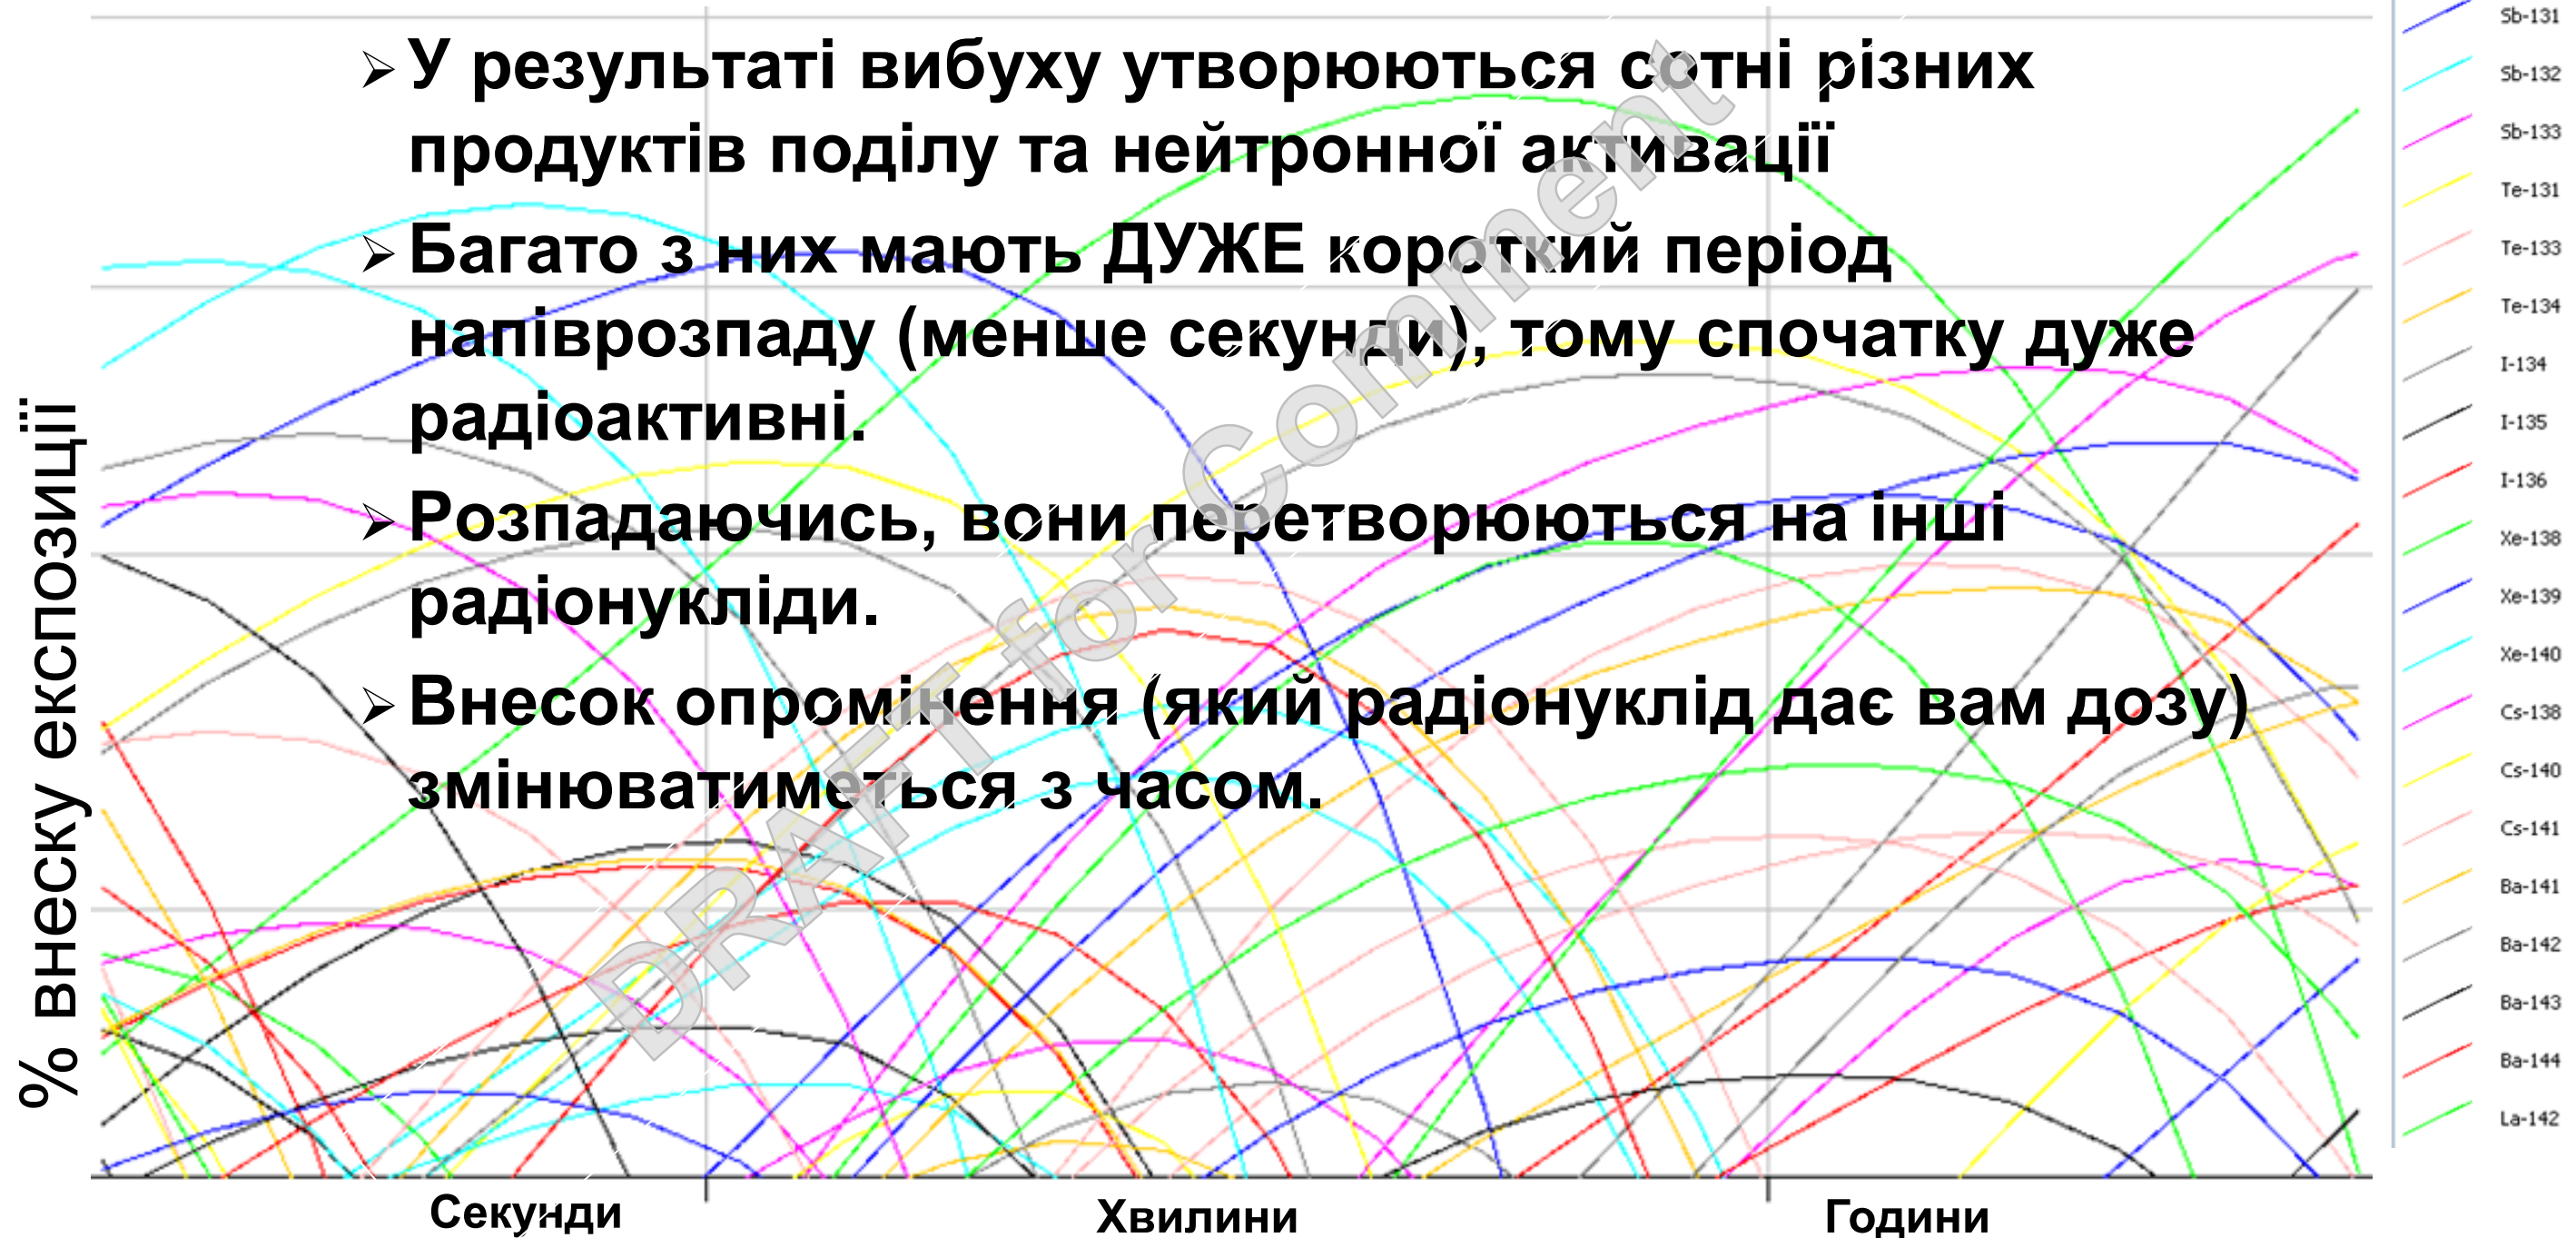 ➢ У результаті вибуху утворюються сотні різних
продуктів поділу та нейтронної активації
➢ Багато з них мають ДУЖЕ короткий період
напіврозпаду (менше секунди), тому спочатку дуже
радіоактивні.
➢ Розпадаючись, вони перетворюються на інші
радіонукліди.
➢ Внесок опромінення (який радіонуклід дає вам дозу)
змінюватиметься з часом.
DRAFT for Comment
% внеску експозиції
Секунди
Хвилини
Години
Sb-131
Sb-132
Sb-133
Te-131
Te-133
Te-134
I-134
I-135
I-136
Xe-138
Xe-139
Xe-140
Cs-138
Cs-140
Cs-141
Ba-141
Ba-142
Ba-143
Ba-144
La-142